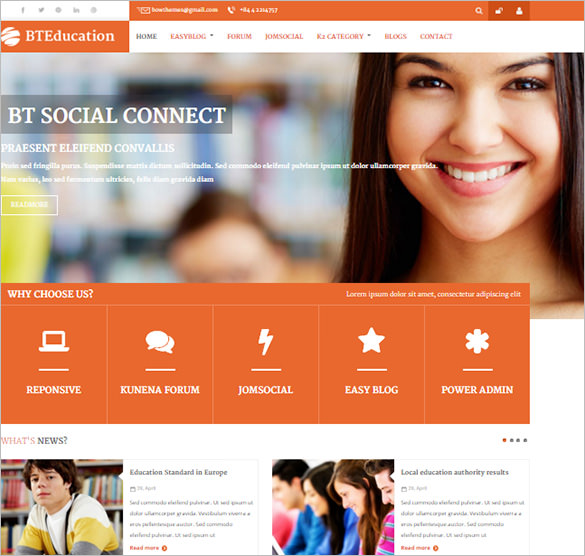 bowthemes@gmail.com +84 4 2214757
BTEducation
HOME EASYBLOG FORUM JOMSOCIAL K2 CATEGORY BLOGS CONTACT
BT SOCIAL CONNECT
PRAESENT ELEIFEND CONVALLIS
Proin sed fringilla purus. Suspendisse mattis dictum sollicitudin. Sed commodo eleifend pulvinar ipsum ut dolor ullamcorper gravida.
Nam varius, leo sed fermentum ultricies, felis diam gravida diam
READMORE
WHY CHOOSE US?
Lorem ipsum dolor sit amet, consectetur adipiscing elit
REPONSIVE
KUNENA FORUM
JOMSOCIAL
EASY BLOG
POWER ADMIN
WHAT'S NEWS?
Education Standard in Europe
April
Sed commodo eleifend pulvinar. Ut sed ipsum ut
dolor ullamcorper gravida. Vestibulum viverra a
eros pellentesque auctor. Sed commodo
eleifend pulvinar. Ut sed ipsum ut
Read more
Local education authority results
April
Sed commodo eleifend pulvinar. Ut sed ipsum ut
dolor ullamcorper gravida. Vestibulum viverra a
eros pellentesque auctor. Sed commodo
eleifend pulvinar. Ut sed ipsum ut
Read more